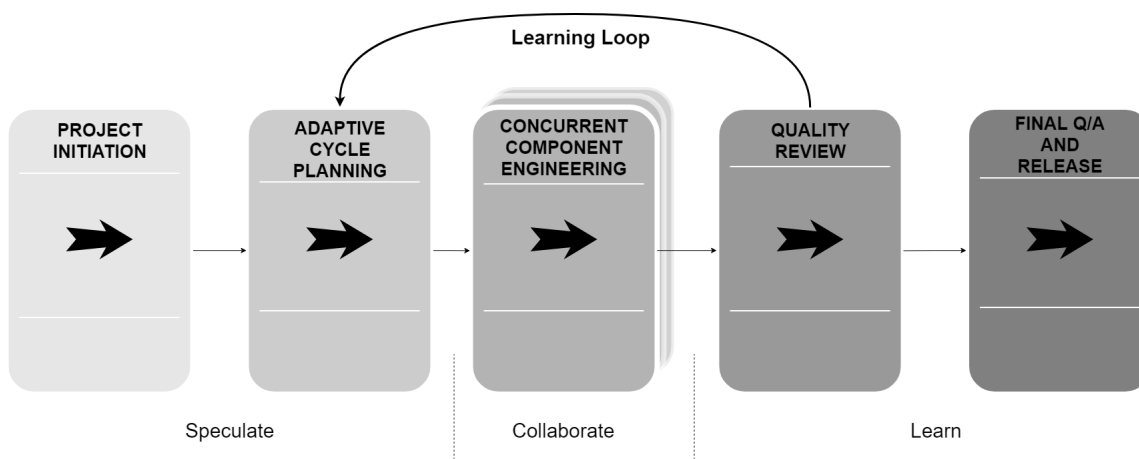 Learning Loop
PROJECT
INITIATION
ADAPTIVE
CYCLE
PLANNING
CONCURRENT
COMPONENT
ENGINEERING
QUALITY
REVIEW
FINAL Q/A
AND
RELEASE
Speculate
Collaborate
Learn